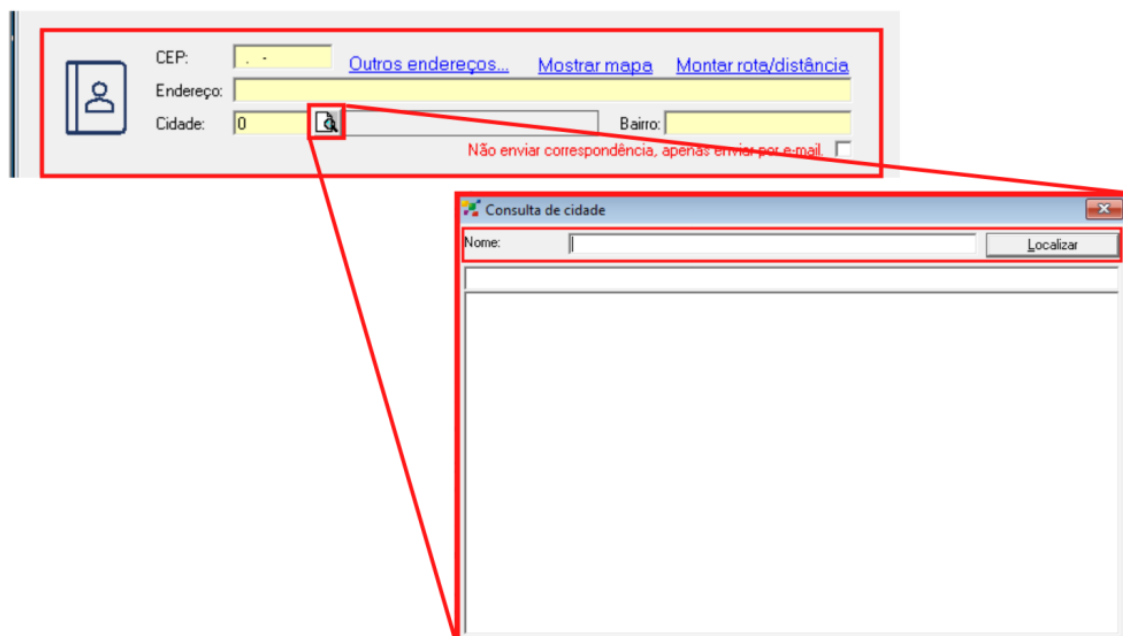 CEP: . -
Outros endereços... Mostrar mapa Montar rota/distância
Endereço:
Cidade: 0 Bairro:
Não enviar correspondência, apenas enviar por e-mail.
Consulta de cidade
Nome: Localizar